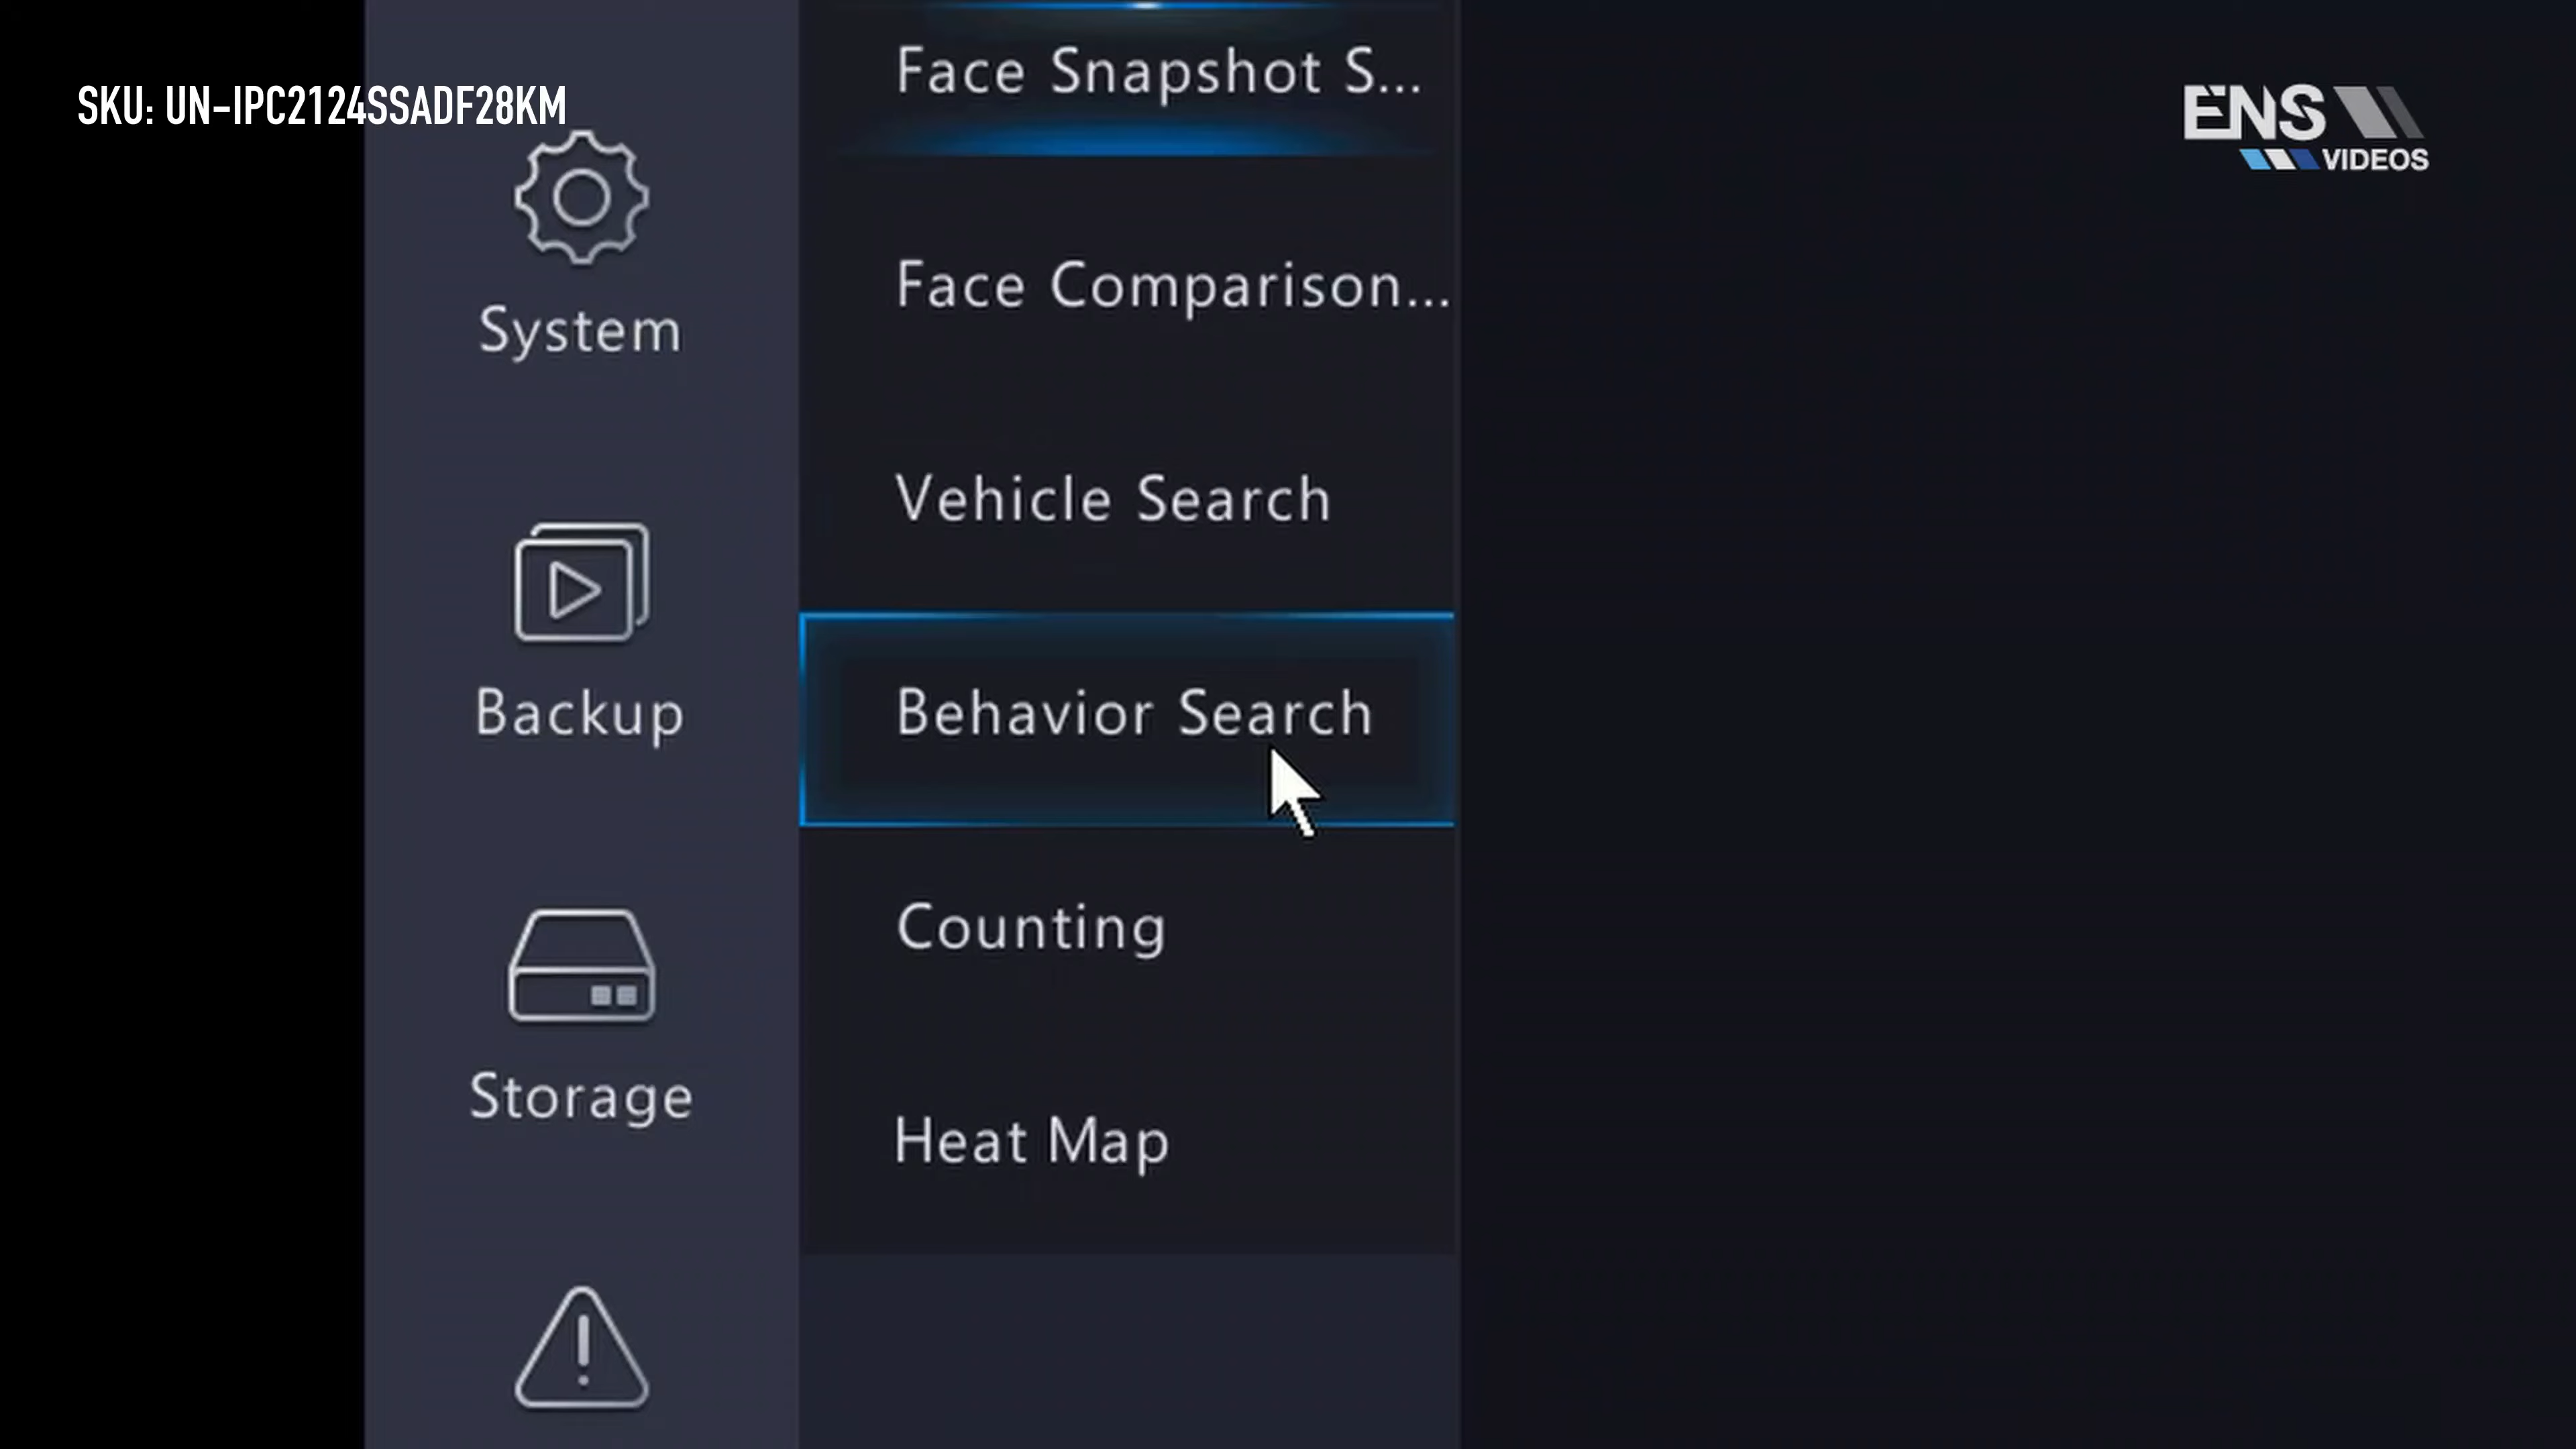 SKU: UN-IPC2124SSADF28KM
ENS
VIDEOS
System
Backup
Storage
Face Snapshot S...
Face Comparison...
Vehicle Search
Behavior Search
Counting
Heat Map